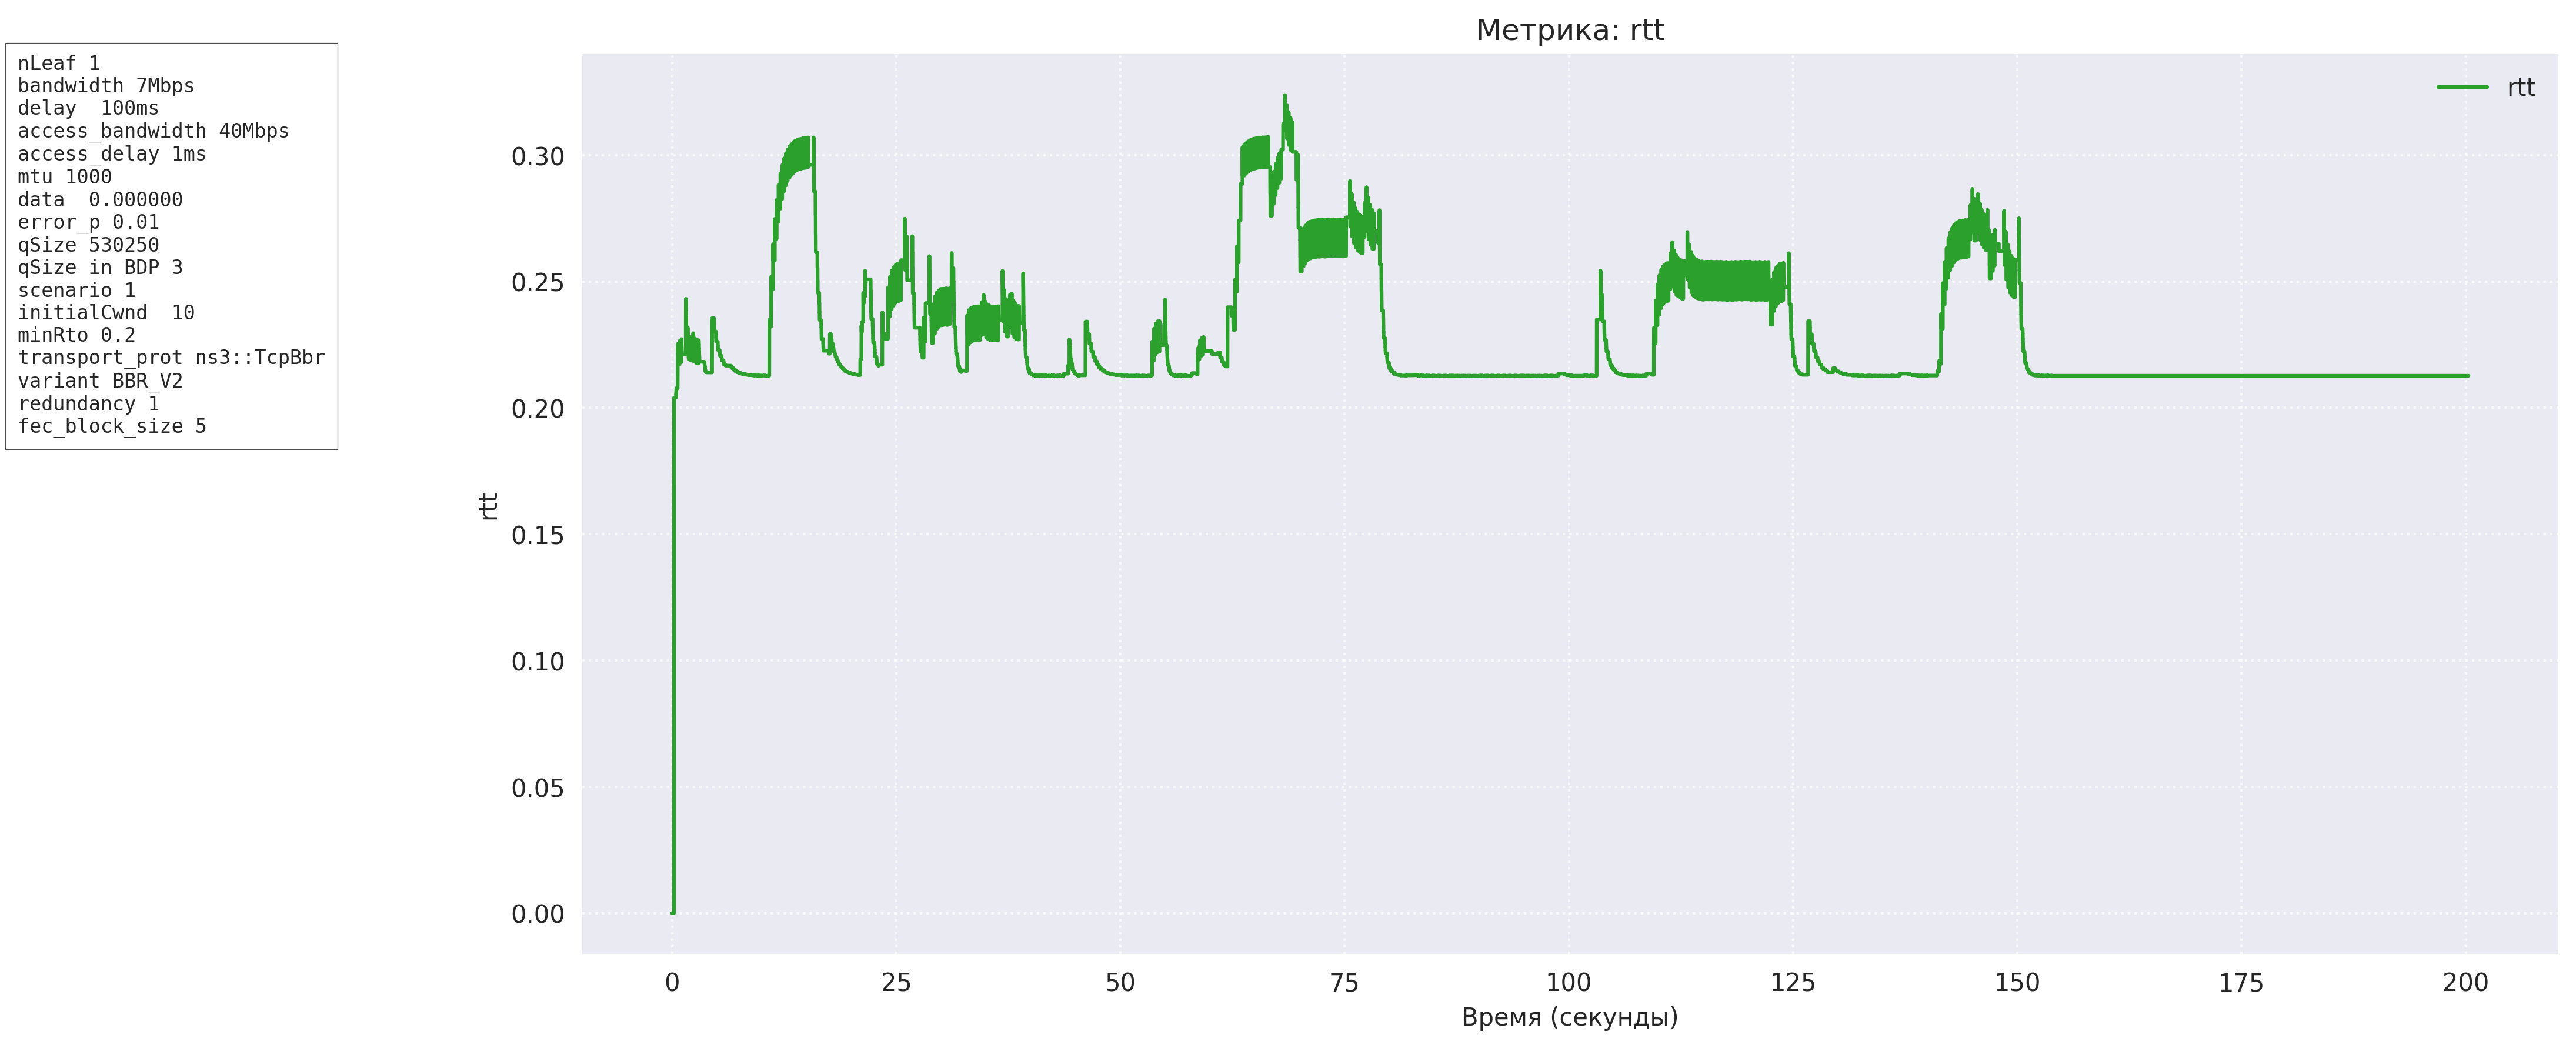 Метрика: rtt
nLeaf 1
bandwidth 7Mbps
delay  100ms
access_bandwidth 40Mbps
access_delay 1ms
mtu 1000
data  0.000000
error_p 0.01
qSize 530250
qSize in BDP 3
scenario 1
initialCwnd  10
minRto 0.2
transport_prot ns3::TcpBbr
variant BBR_V2
redundancy 1
fec_block_size 5
rtt
rtt
0.30
0.25
0.20
0.15
0.10
0.05
0.00
0 25 50 75 100 125 150 175 200
Время (секунды)